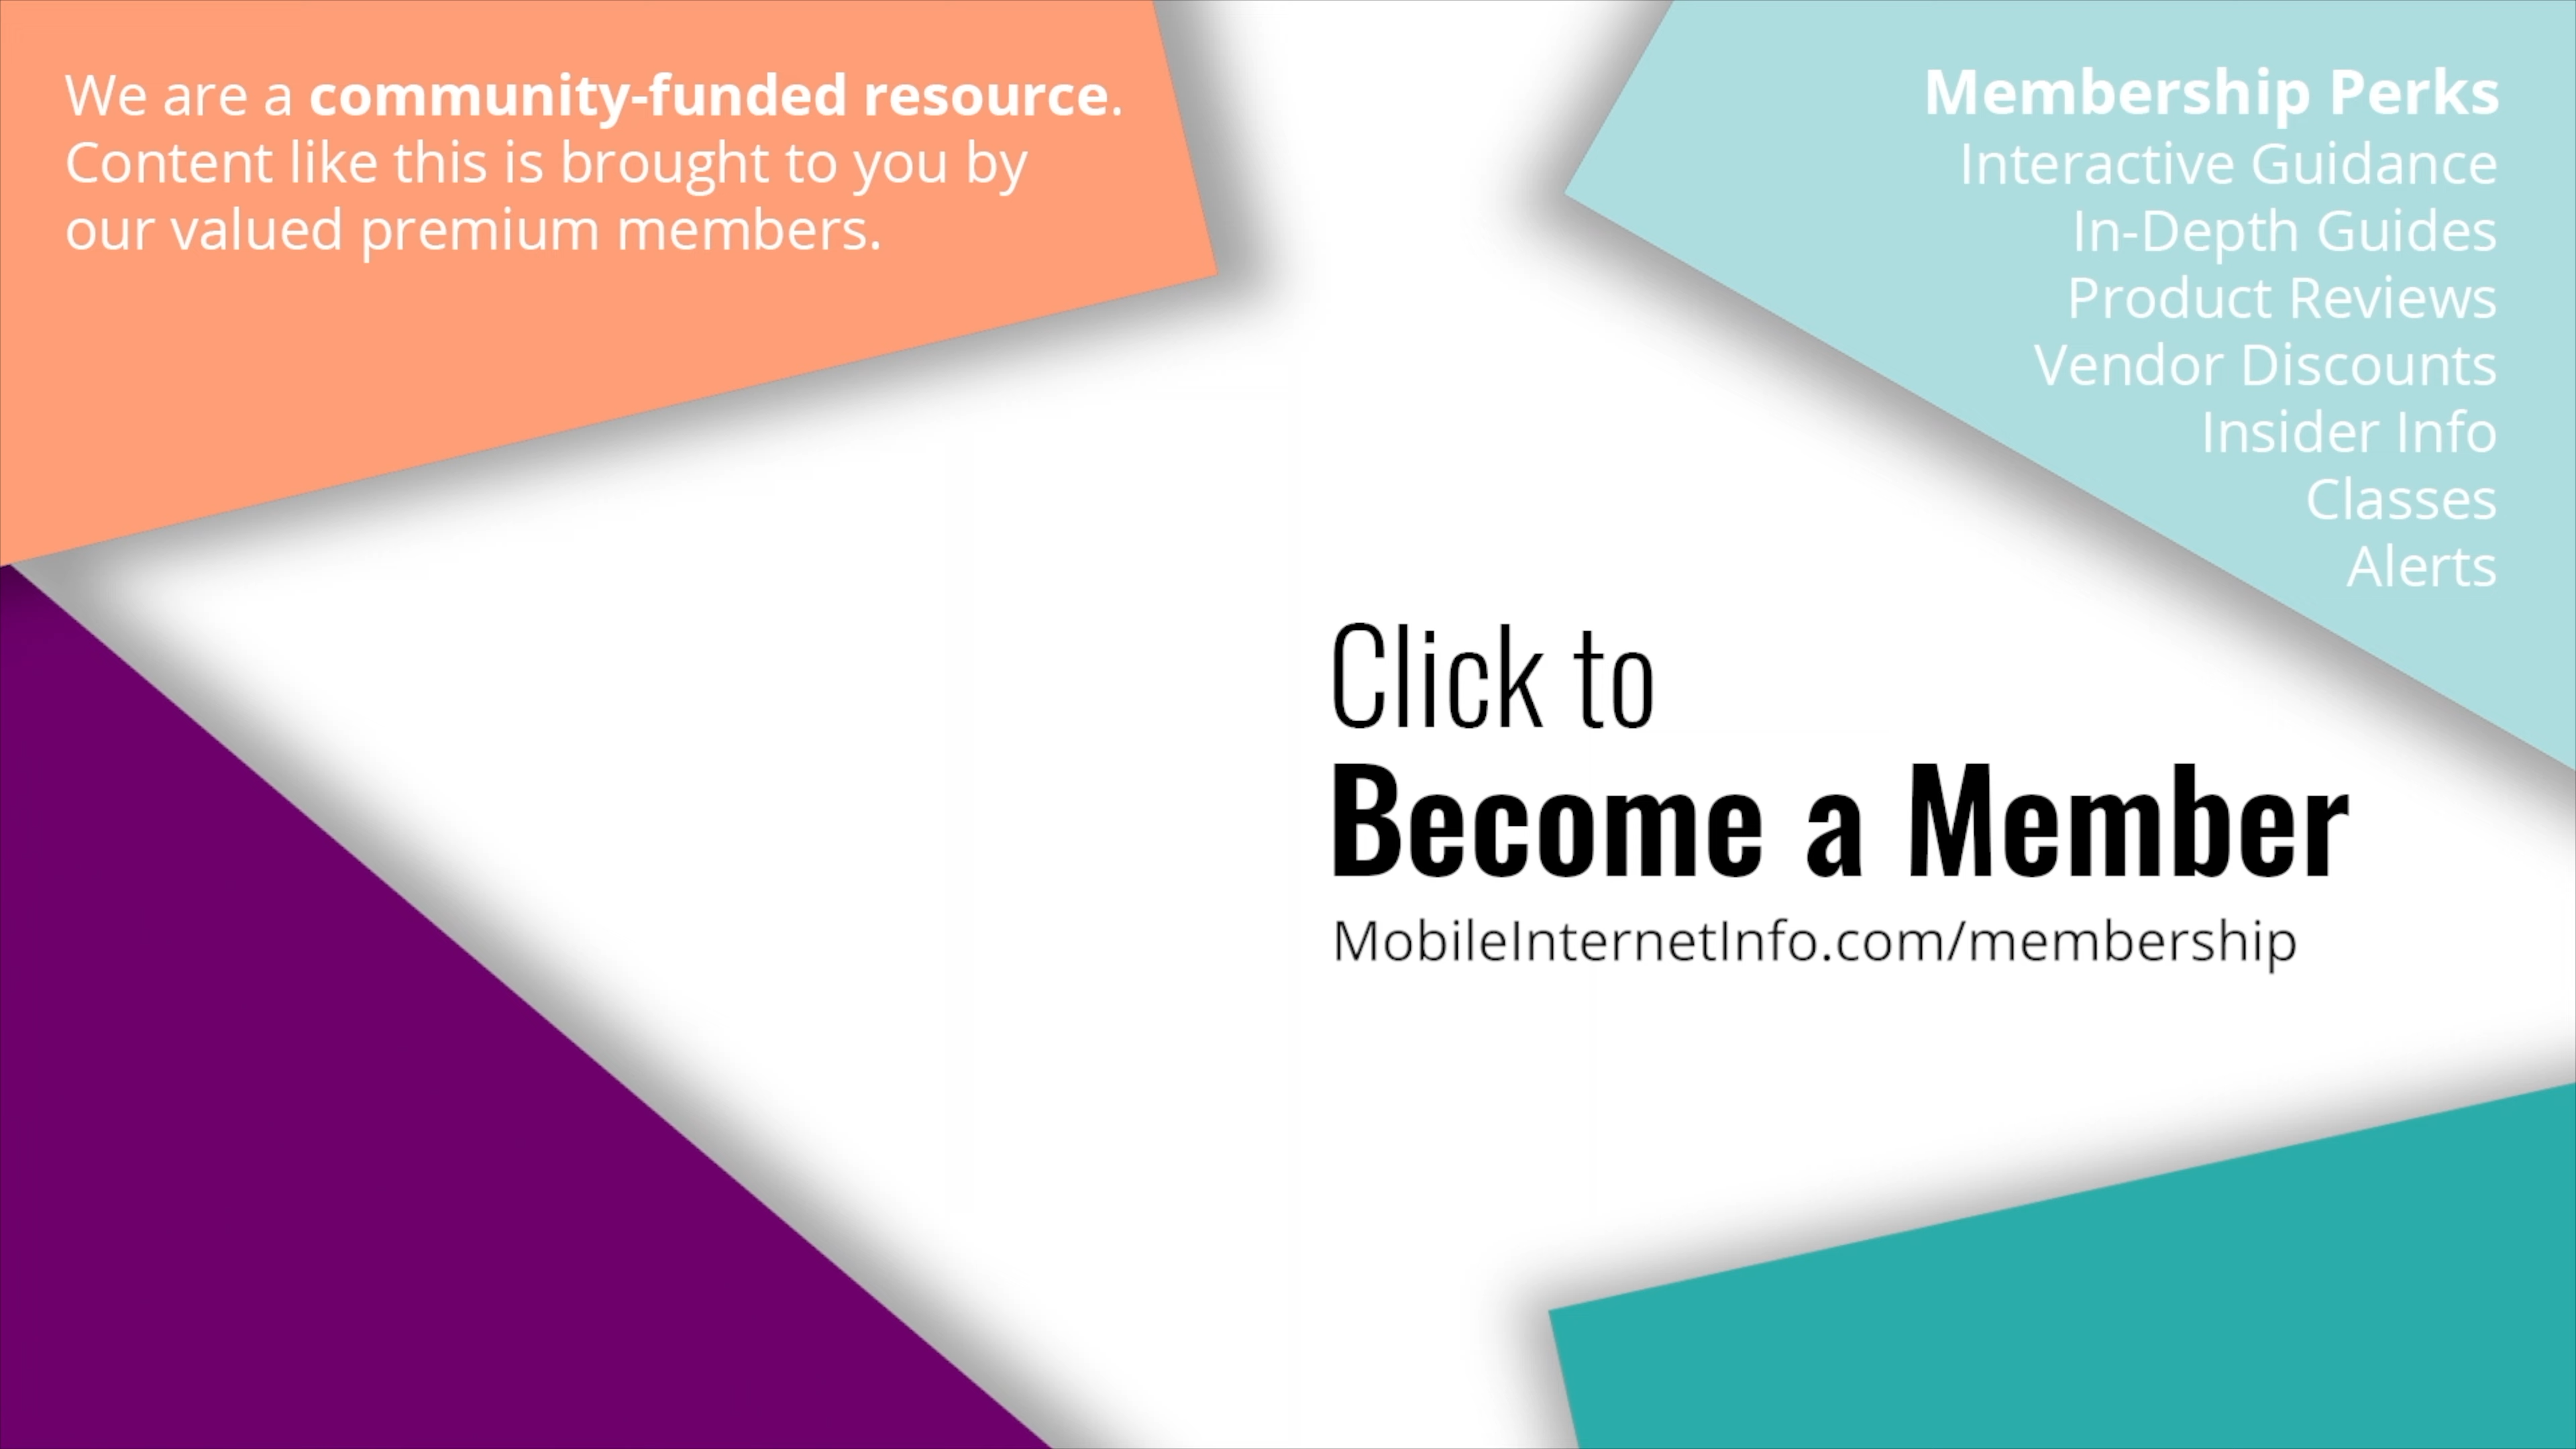 We are a community-funded resource.
Content like this is brought to you by
our valued premium members.
Membership Perks
Interactive Guidance
In-Depth Guides
Product Reviews
Vendor Discounts
Insider Info
Classes
Alerts
Click to
Become a Member
MobileInternetInfo.com/membership